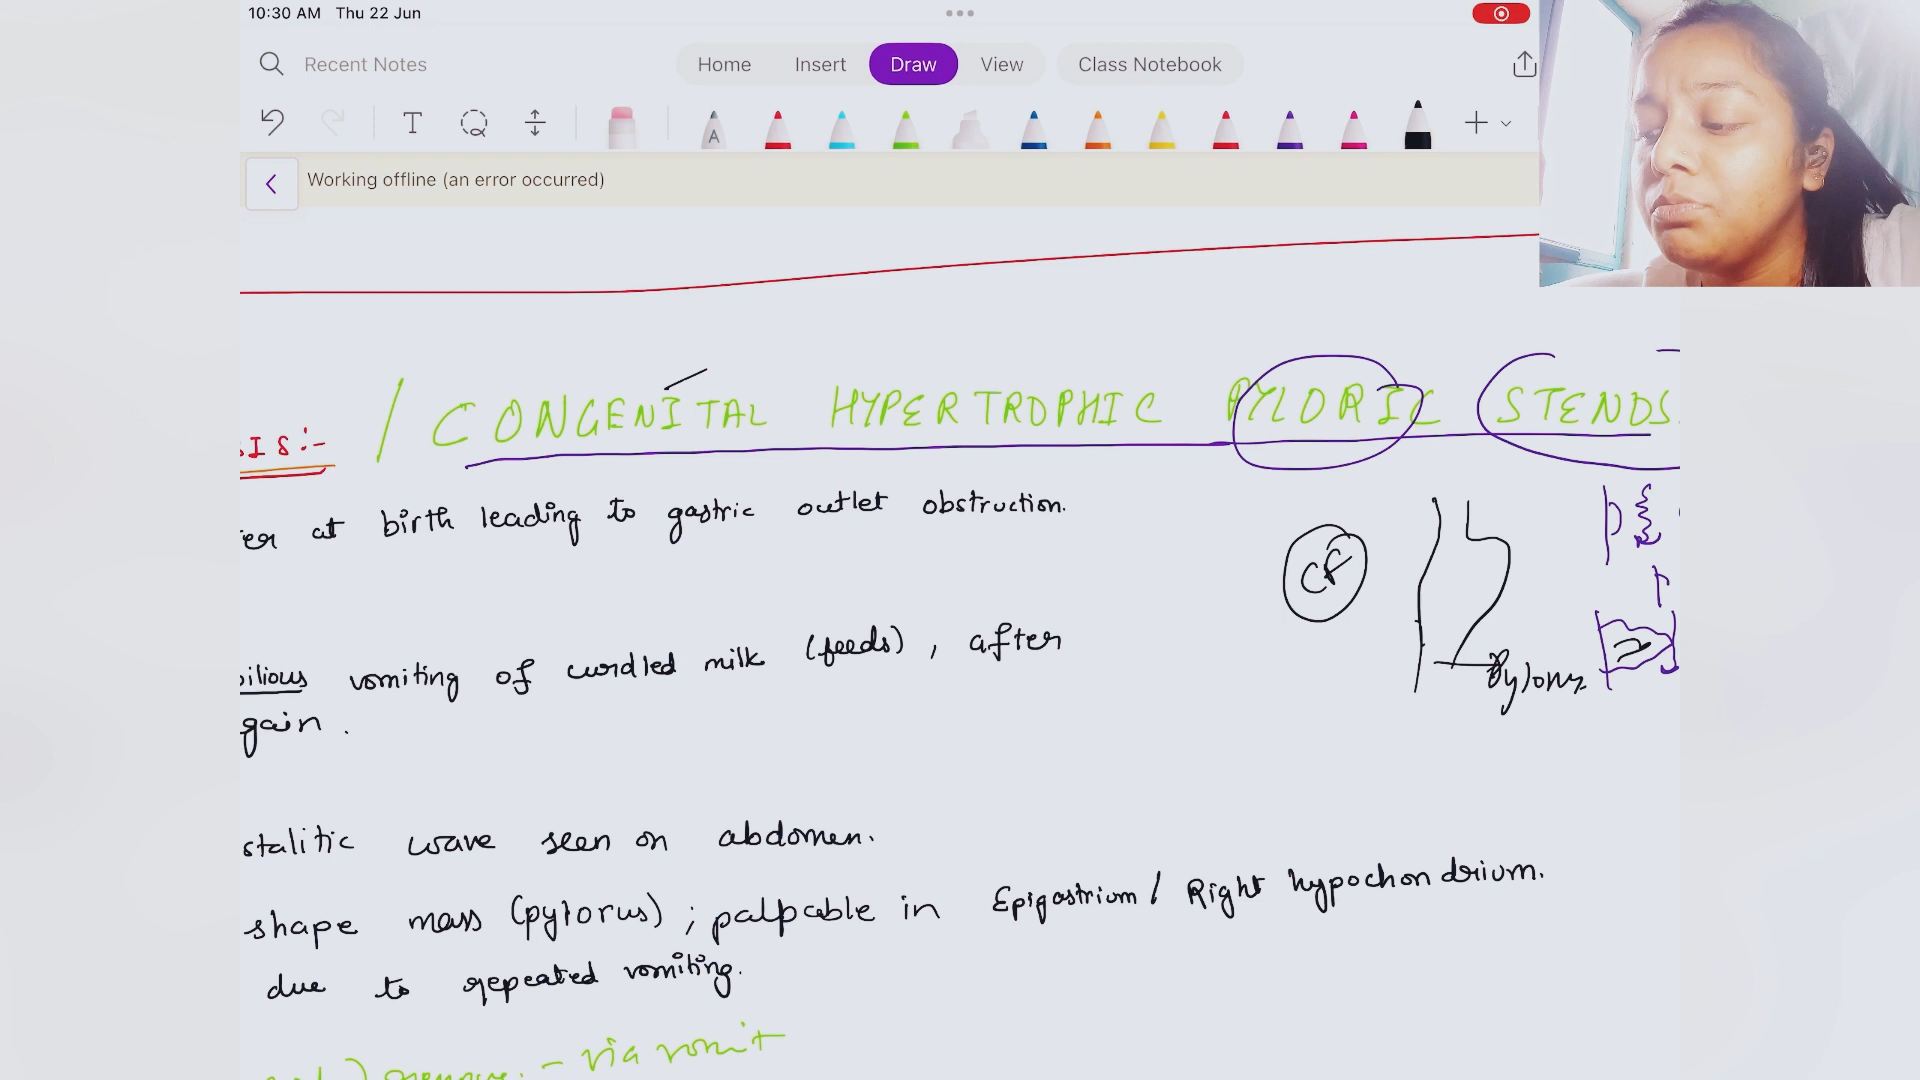 10:30 AM Thu 22 Jun
Recent Notes
Home Insert Draw View Class Notebook
T A
Working offline (an error occurred)
SIS:- / CONGENITAL HYPERTROPHIC PYLORIC STENOS
er at birth leading to gastric outlet obstruction.
CF
Pylorus
bilious vomiting of curdled milk (feeds), after
gain.
stalitic wave seen on abdomen.
shape mass (pylorus) ; palpable in Epigastrium / Right hypochondrium.
due to repeated vomiting.
- via vomit